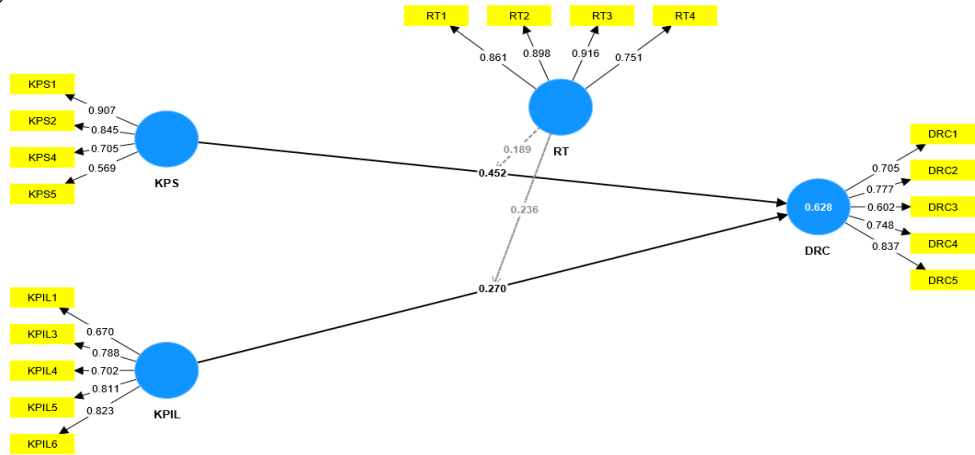 RT1 RT2 RT3 RT4
0.861 0.898 0.916 0.751
RT
KPS1
KPS2
KPS4
KPS5
0.907
0.845
0.705
0.569
KPS
0.189
0.452
0.236
0.270
0.628
DRC
DRC1
DRC2
DRC3
DRC4
DRC5
0.705
0.777
0.602
0.748
0.837
KPIL1
KPIL3
KPIL4
KPIL5
KPIL6
0.670
0.788
0.702
0.811
0.823
KPIL